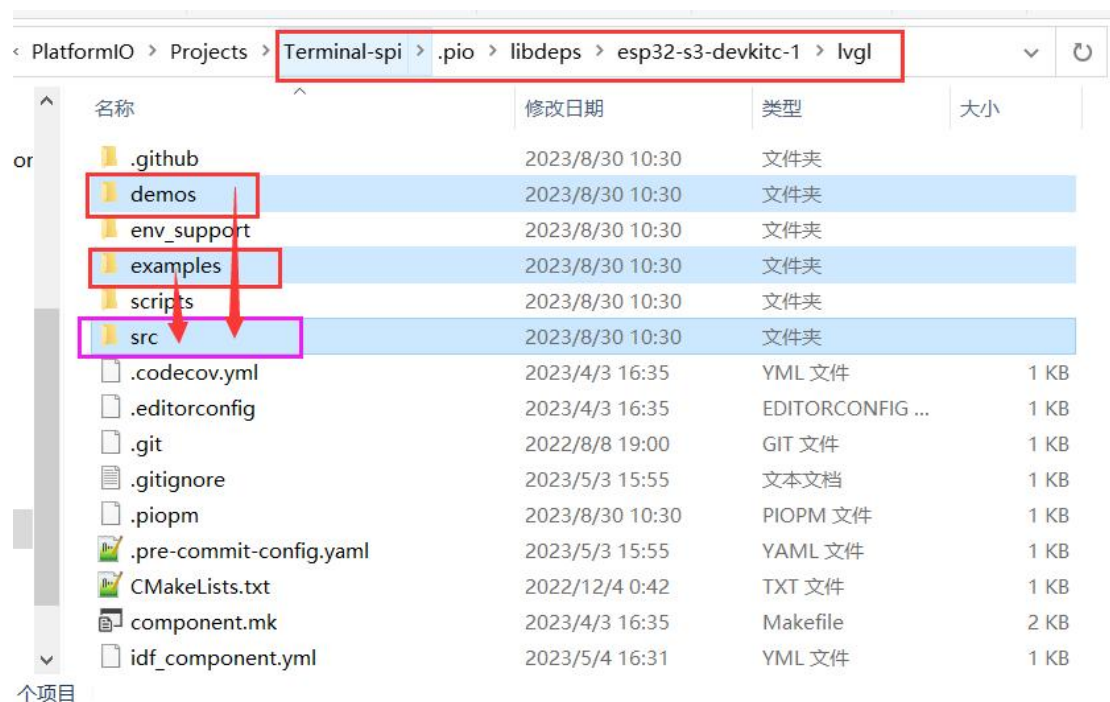 ‹ PlatformIO > Projects > Terminal-spi > .pio > libdeps > esp32-s3-devkitc-1 > lvgl
名称 修改日期 类型 大小
or
.github 2023/8/30 10:30 文件夹
demos 2023/8/30 10:30 文件夹
env_support 2023/8/30 10:30 文件夹
examples 2023/8/30 10:30 文件夹
scripts 2023/8/30 10:30 文件夹
src 2023/8/30 10:30 文件夹
.codecov.yml 2023/4/3 16:35 YML 文件 1 KB
.editorconfig 2023/4/3 16:35 EDITORCONFIG ... 1 KB
.git 2022/8/8 19:00 GIT 文件 1 KB
.gitignore 2023/5/3 15:55 文本文档 1 KB
.piopm 2023/8/30 10:30 PIOPM 文件 1 KB
.pre-commit-config.yaml 2023/5/3 15:55 YAML 文件 1 KB
CMakeLists.txt 2022/12/4 0:42 TXT 文件 1 KB
component.mk 2023/4/3 16:35 Makefile 2 KB
idf_component.yml 2023/5/4 16:31 YML 文件 1 KB
个项目